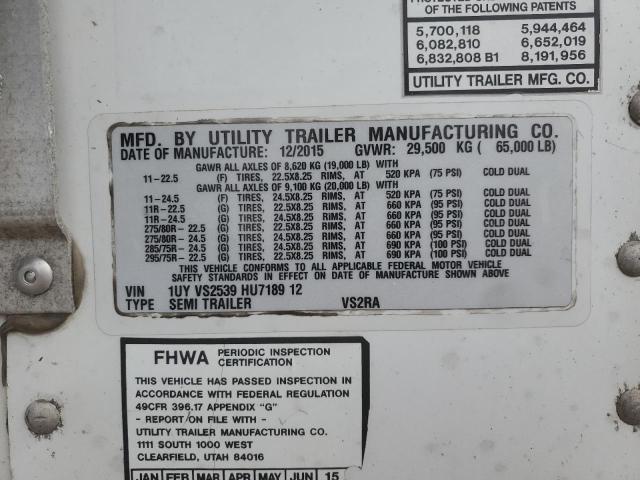 OF THE FOLLOWING PATENTS
5,700,118 5,944,464
6,082,810 6,652,019
6,832,808 B1 8,191,956
UTILITY TRAILER MFG. CO.
MFD. BY UTILITY TRAILER MANUFACTURING CO.
DATE OF MANUFACTURE: 12/2015 GVWR: 29,500 KG ( 65,000 LB)
GAWR ALL AXLES OF 8,620 KG (19,000 LB) WITH
11-22.5 (F) TIRES, 22.5X8.25 RIMS, AT 520 KPA (75 PSI) COLD DUAL
GAWR ALL AXLES OF 9,100 KG (20,000 LB) WITH
11-24.5 (F) TIRES, 24.5X8.25 RIMS, AT 520 KPA (75 PSI) COLD DUAL
11R-22.5 (G) TIRES, 22.5X8.25 RIMS, AT 660 KPA (95 PSI) COLD DUAL
11R-24.5 (G) TIRES, 24.5X8.25 RIMS, AT 660 KPA (95 PSI) COLD DUAL
275/80R-22.5 (G) TIRES, 22.5X8.25 RIMS, AT 660 KPA (95 PSI) COLD DUAL
275/80R-24.5 (G) TIRES, 24.5X8.25 RIMS, AT 660 KPA (95 PSI) COLD DUAL
285/75R-24.5 (G) TIRES, 24.5X8.25 RIMS, AT 690 KPA (100 PSI) COLD DUAL
295/75R-22.5 (G) TIRES, 22.5X8.25 RIMS, AT 690 KPA (100 PSI) COLD DUAL
THIS VEHICLE CONFORMS TO ALL APPLICABLE FEDERAL MOTOR VEHICLE
SAFETY STANDARDS IN EFFECT ON DATE OF MANUFACTURE SHOWN ABOVE
VIN 1UY VS2539 HU7189 12
TYPE SEMI TRAILER VS2RA
FHWA PERIODIC INSPECTION
CERTIFICATION
THIS VEHICLE HAS PASSED INSPECTION IN
ACCORDANCE WITH FEDERAL REGULATION
49CFR 396.17 APPENDIX "G"
- REPORT ON FILE WITH -
UTILITY TRAILER MANUFACTURING CO.
1111 SOUTH 1000 WEST
CLEARFIELD, UTAH 84016
JAN FEB MAR APR MAY JUN 15